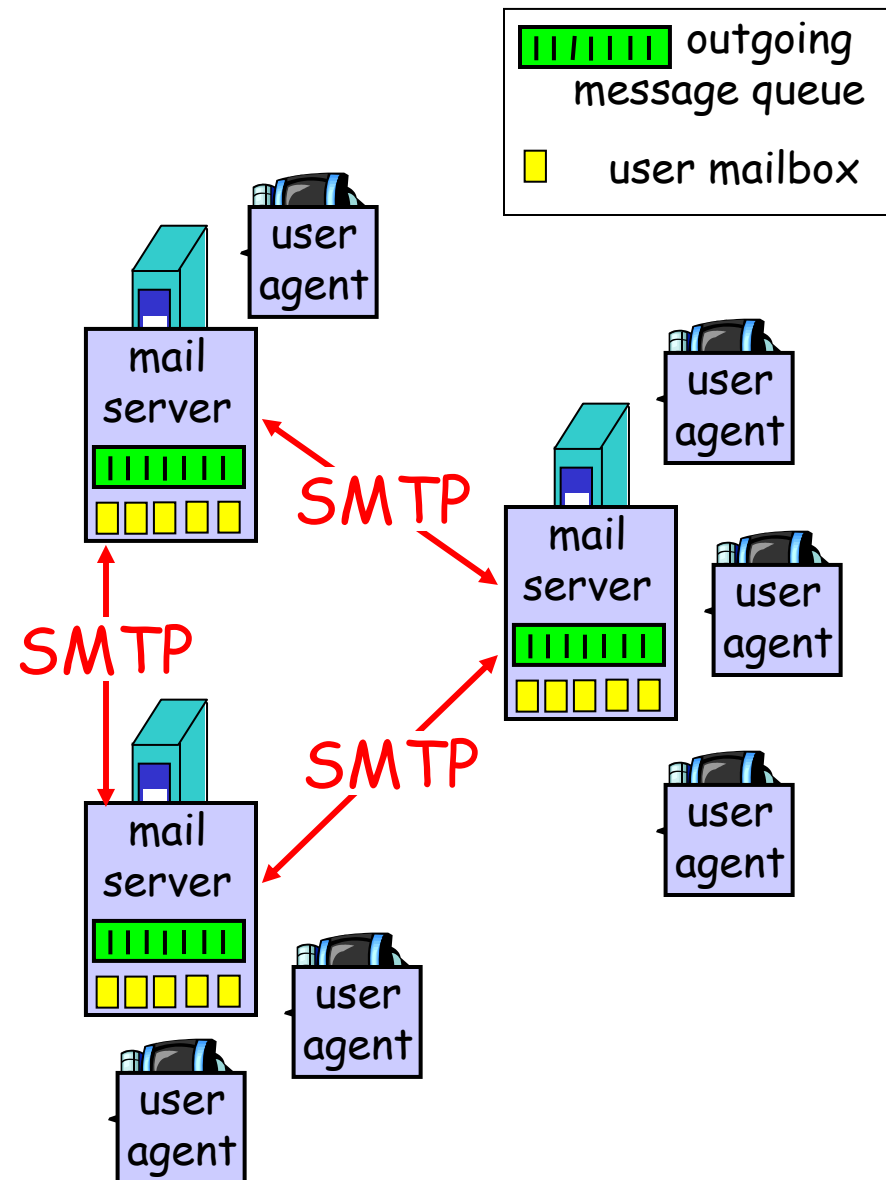 outgoing
message queue
user mailbox
user
agent
mail
server
user
agent
SMTP
mail
server
user
agent
SMTP
SMTP
user
agent
mail
server
user
agent
user
agent